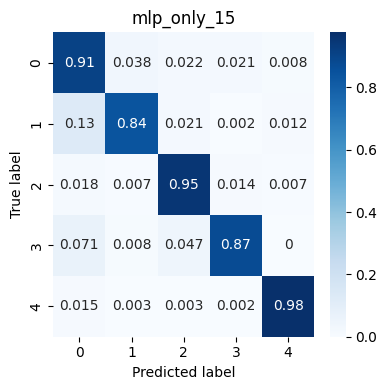 mlp_only_15
0 0.91 0.038 0.022 0.021 0.008
1 0.13 0.84 0.021 0.002 0.012
2 0.018 0.007 0.95 0.014 0.007
3 0.071 0.008 0.047 0.87 0
4 0.015 0.003 0.003 0.002 0.98
0 1 2 3 4
True label
Predicted label
0.8
0.6
0.4
0.2
0.0